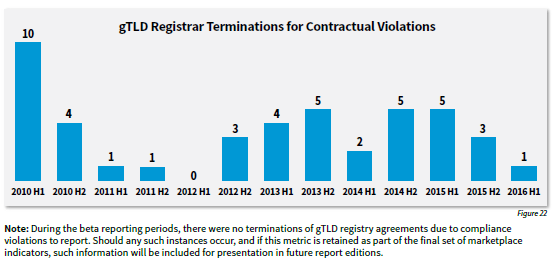 gTLD Registrar Terminations for Contractual Violations
10
4
1
1
0
3
4
5
2
5
5
3
1
2010 H1 2010 H2 2011 H1 2011 H2 2012 H1 2012 H2 2013 H1 2013 H2 2014 H1 2014 H2 2015 H1 2015 H2 2016 H1
Figure 22
Note: During the beta reporting periods, there were no terminations of gTLD registry agreements due to compliance
violations to report. Should any such instances occur, and if this metric is retained as part of the final set of marketplace
indicators, such information will be included for presentation in future report editions.